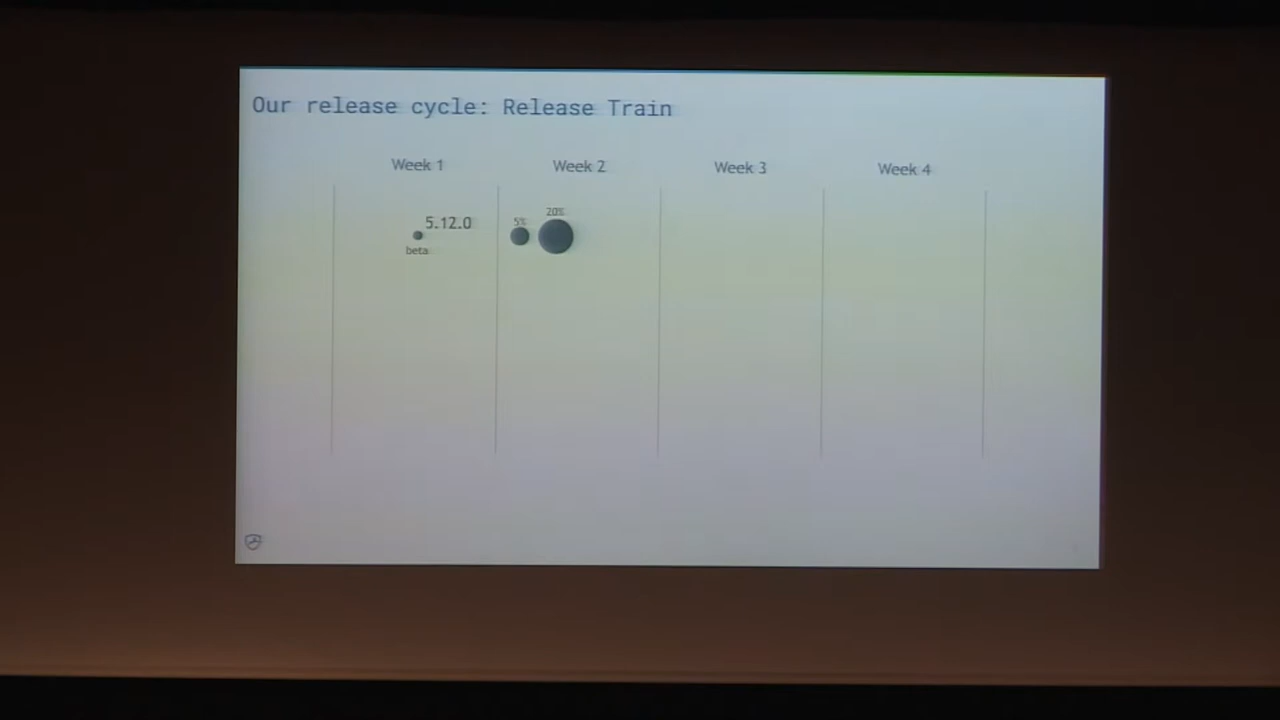 Our release cycle: Release Train
Week 1
Week 2
Week 3
Week 4
5.12.0
beta
5%
20%